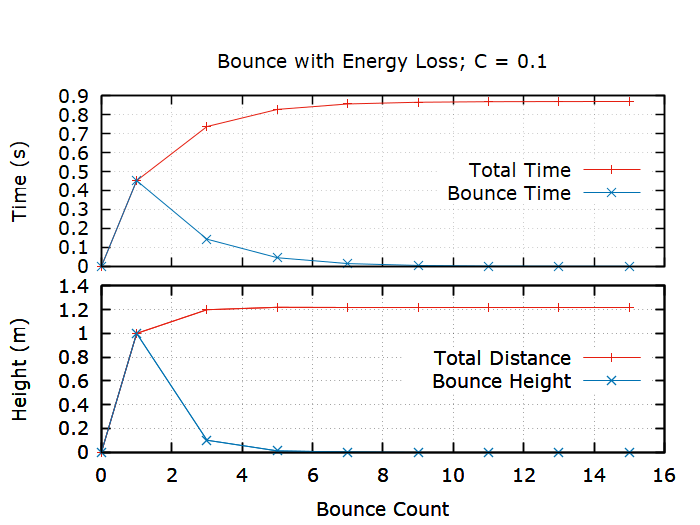 Bounce with Energy Loss; C = 0.1
0.9
0.8
0.7
0.6
0.5
0.4
0.3
0.2
0.1
0
Time (s)
Total Time
Bounce Time
1.4
1.2
1
0.8
0.6
0.4
0.2
0
Height (m)
Total Distance
Bounce Height
0 2 4 6 8 10 12 14 16
Bounce Count